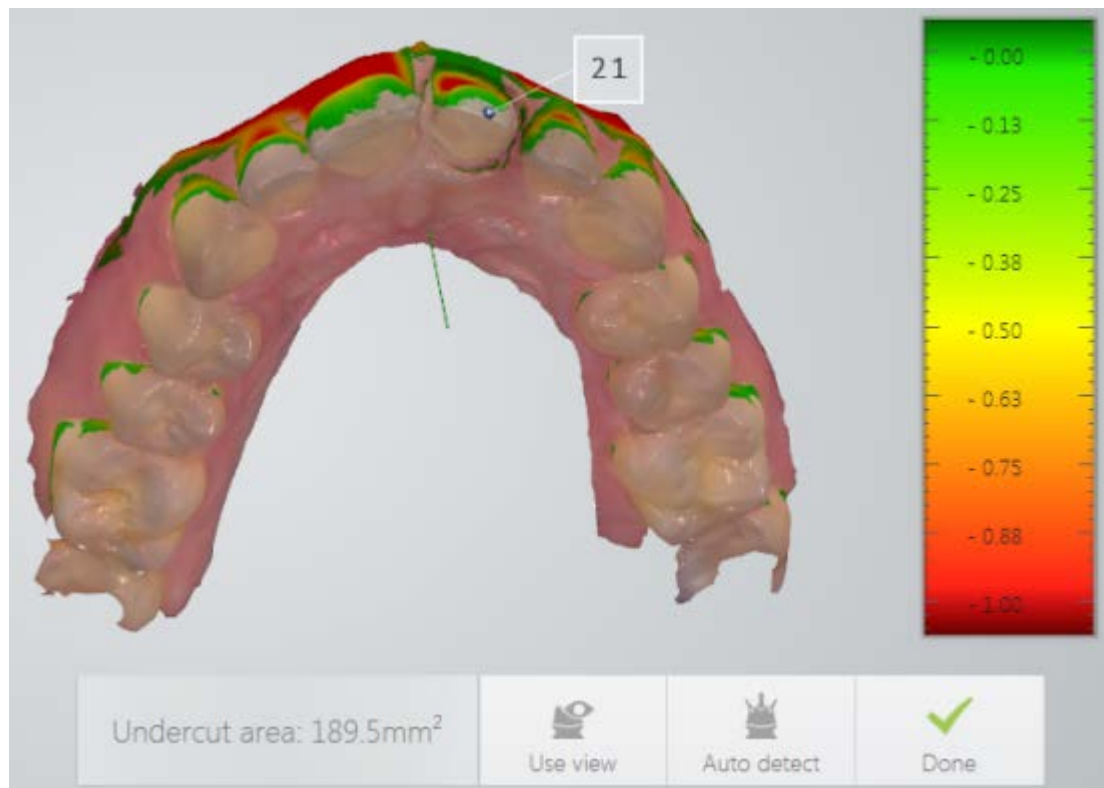 21
- 0.00
- 0.13
- 0.25
- 0.38
- 0.50
- 0.63
- 0.75
- 0.88
- 1.00
Undercut area: 189.5mm²
Use view
Auto detect
Done